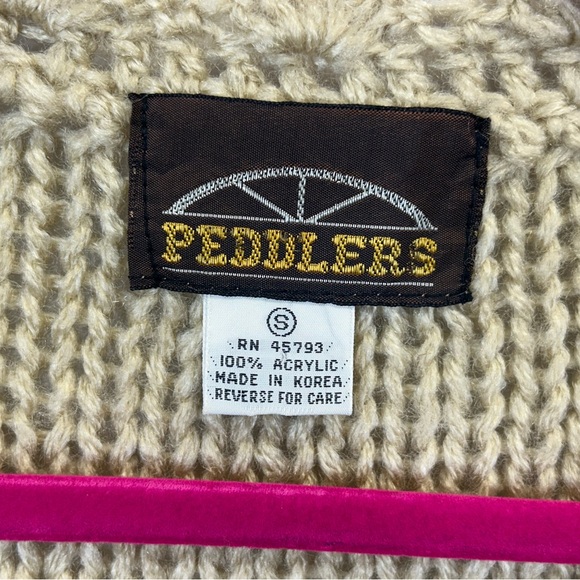 PEDDLERS
S
RN 45793
100% ACRYLIC
MADE IN KOREA
REVERSE FOR CARE